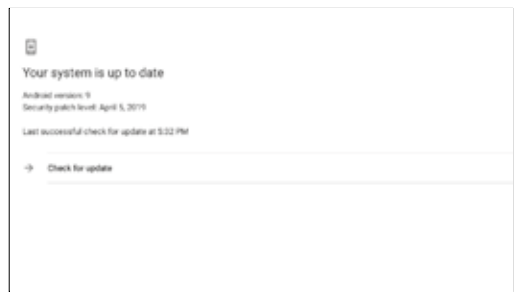 Your system is up to date
Android version: 9
Security patch level: April 5, 2019
Last successful check for update at 5:32 PM
Check for update